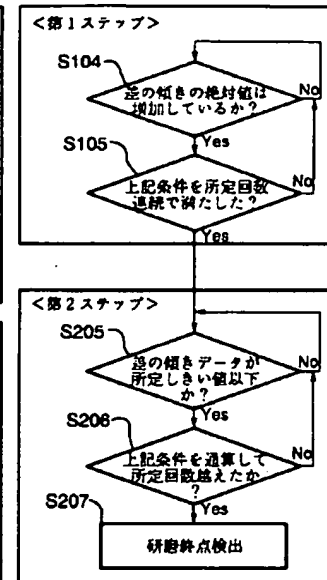 <第1ステップ>
S104
差の傾きの絶対値は
増加しているか?
No
Yes
S105
上記条件を所定回数
連続で満たした?
No
Yes
<第2ステップ>
S205
差の傾きデータが
所定しきい値以下
か?
No
Yes
S206
上記条件を通算して
所定回数越えたか
?
No
Yes
S207
研磨終点検出